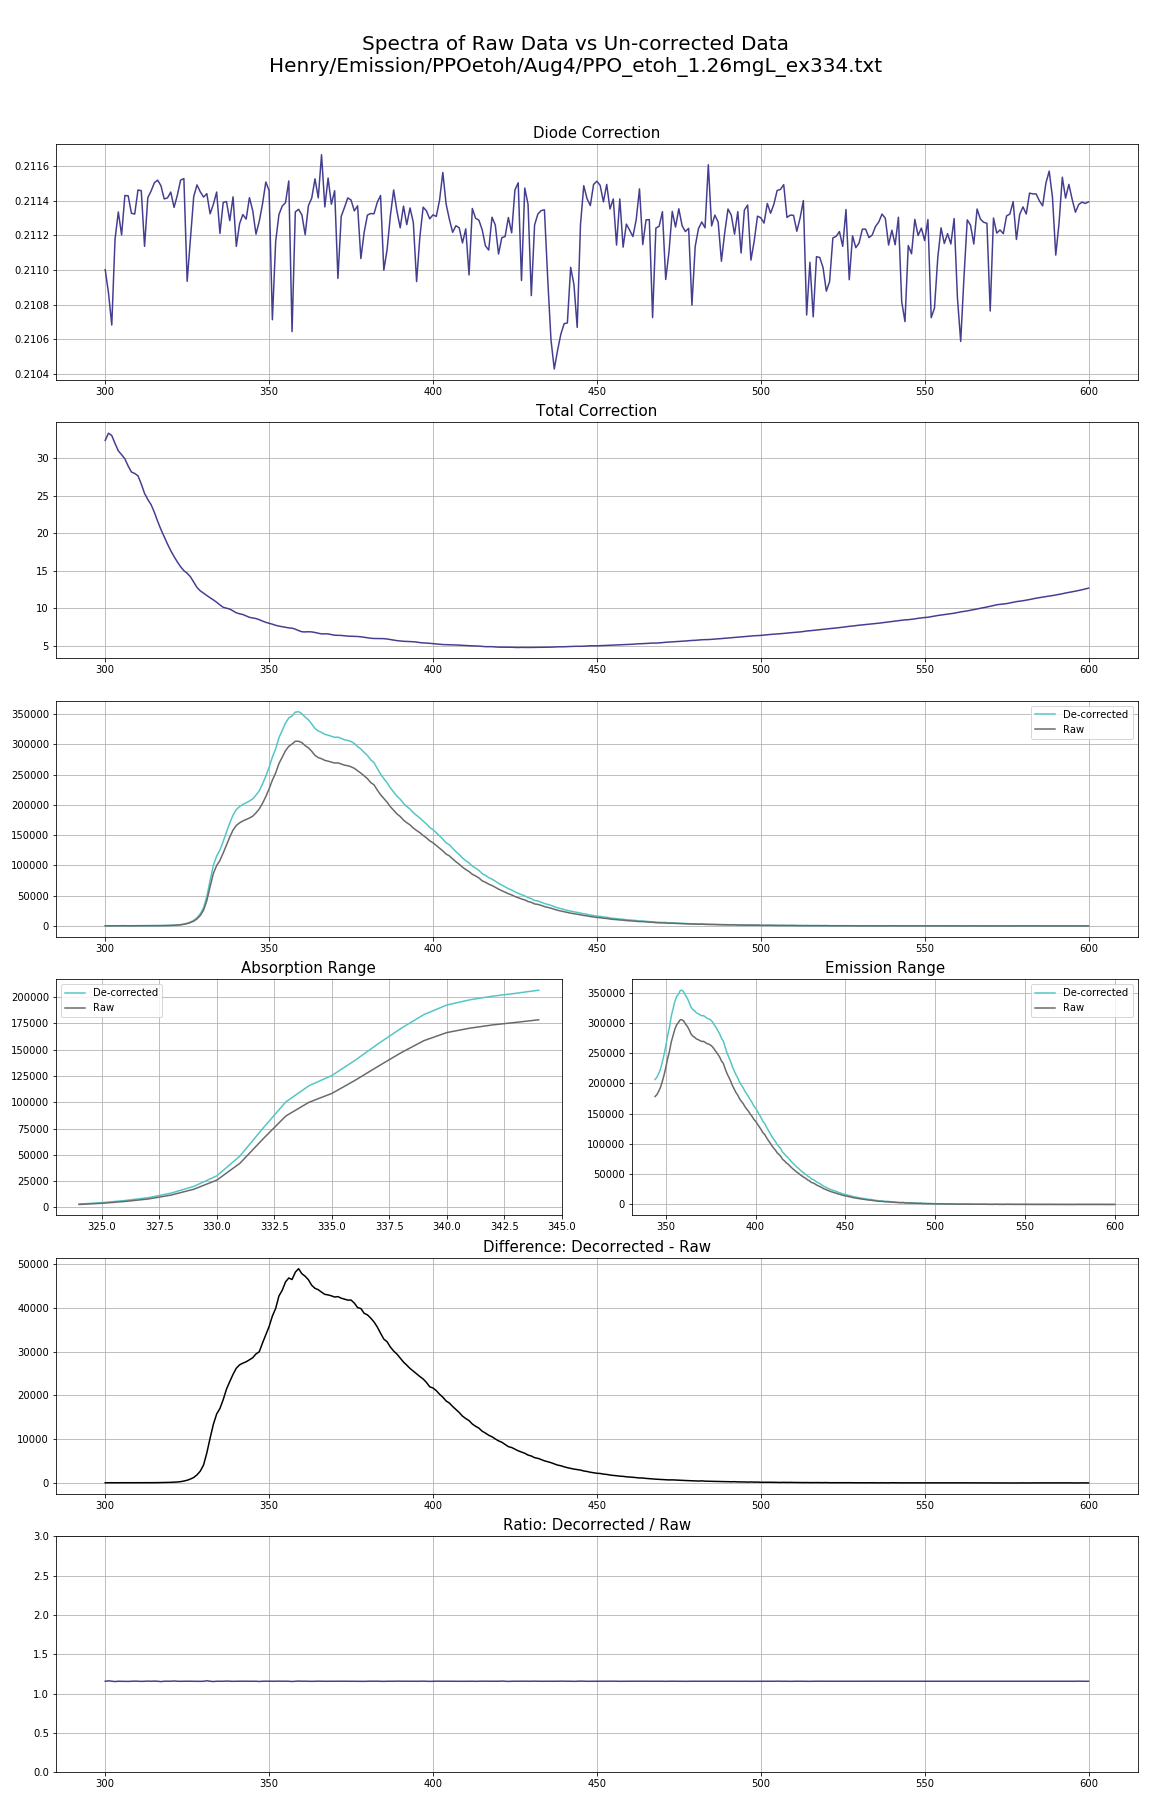 Spectra of Raw Data vs Un-corrected Data
Henry/Emission/PPOetoh/Aug4/PPO_etoh_1.26mgL_ex334.txt
Diode Correction
0.2116
0.2114
0.2112
0.2110
0.2108
0.2106
0.2104
300 350 400 450 500 550 600
Total Correction
30
25
20
15
10
5
300 350 400 450 500 550 600
350000
300000
250000
200000
150000
100000
50000
0
De-corrected
Raw
300 350 400 450 500 550 600
Absorption Range
200000
175000
150000
125000
100000
75000
50000
25000
0
De-corrected
Raw
325.0 327.5 330.0 332.5 335.0 337.5 340.0 342.5 345.0
Emission Range
350000
300000
250000
200000
150000
100000
50000
0
De-corrected
Raw
350 400 450 500 550 600
Difference: Decorrected - Raw
50000
40000
30000
20000
10000
0
300 350 400 450 500 550 600
Ratio: Decorrected / Raw
3.0
2.5
2.0
1.5
1.0
0.5
0.0
300 350 400 450 500 550 600